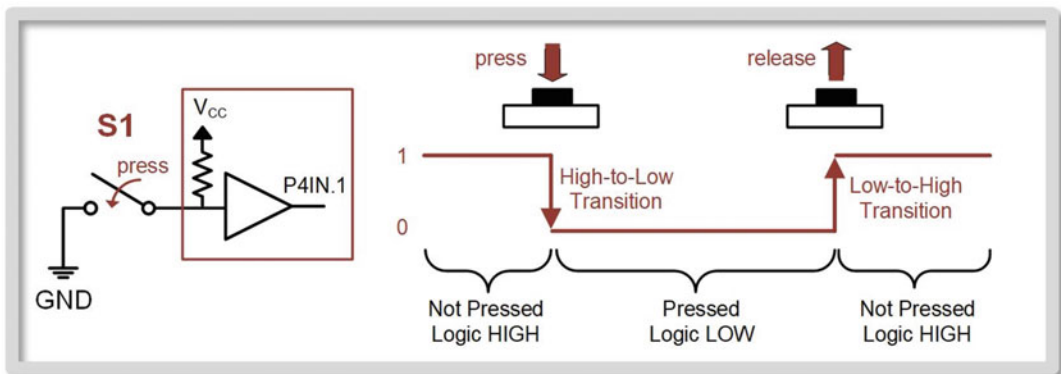 S1
press
VCC
P4IN.1
GND
press
release
1
0
High-to-Low
Transition
Low-to-High
Transition
Not Pressed
Logic HIGH
Pressed
Logic LOW
Not Pressed
Logic HIGH